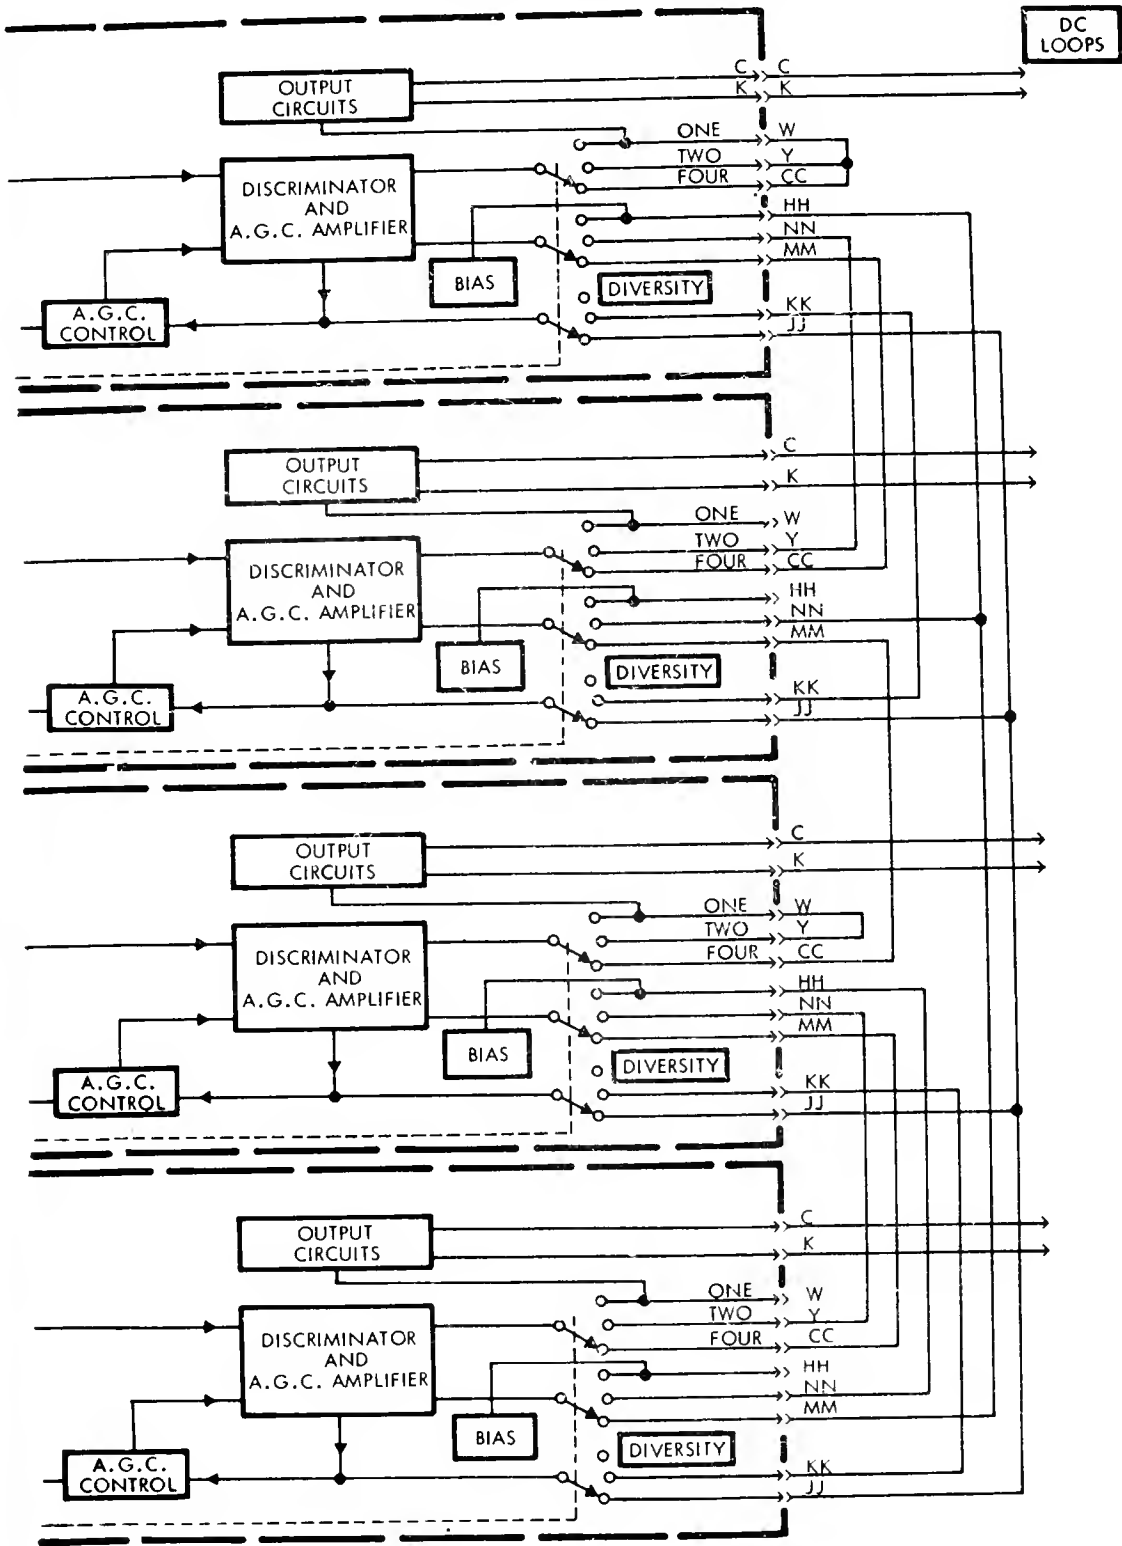 DC
LOOPS
C C
K K
OUTPUT
CIRCUITS
ONE W
TWO Y
FOUR CC
DISCRIMINATOR
AND
A.G.C. AMPLIFIER
HH
NN
MM
BIAS
DIVERSITY
A.G.C.
CONTROL
KK
JJ
C
OUTPUT
CIRCUITS
K
ONE W
TWO Y
FOUR CC
DISCRIMINATOR
AND
A.G.C. AMPLIFIER
HH
NN
MM
BIAS
DIVERSITY
A.G.C.
CONTROL
KK
JJ
C
OUTPUT
CIRCUITS
K
ONE W
TWO Y
FOUR CC
DISCRIMINATOR
AND
A.G.C. AMPLIFIER
HH
NN
MM
BIAS
DIVERSITY
A.G.C.
CONTROL
KK
JJ
C
OUTPUT
CIRCUITS
K
ONE W
TWO Y
FOUR CC
DISCRIMINATOR
AND
A.G.C. AMPLIFIER
HH
NN
MM
BIAS
DIVERSITY
A.G.C.
CONTROL
KK
JJ